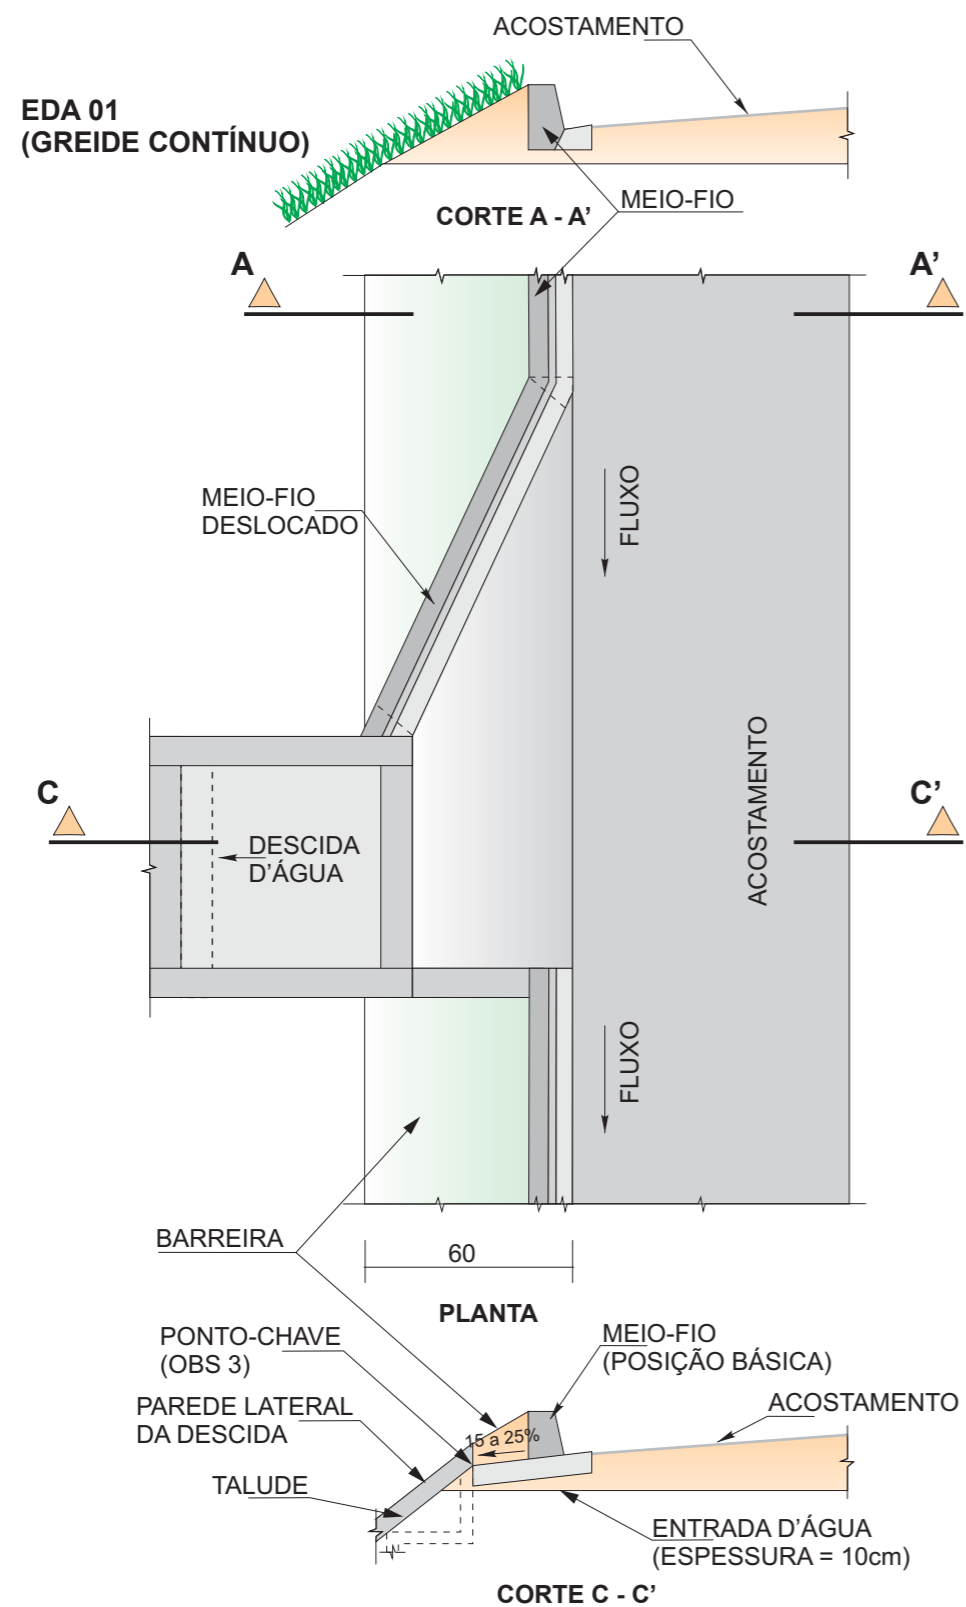 ACOSTAMENTO
EDA 01
(GREIDE CONTÍNUO)
MEIO-FIO
CORTE A - A’
A
A’
MEIO-FIO
DESLOCADO
FLUXO
ACOSTAMENTO
C
C’
DESCIDA
D’ÁGUA
FLUXO
BARREIRA
60
PLANTA
PONTO-CHAVE
(OBS 3)
MEIO-FIO
(POSIÇÃO BÁSICA)
PAREDE LATERAL
DA DESCIDA
ACOSTAMENTO
15 a 25%
TALUDE
ENTRADA D’ÁGUA
(ESPESSURA = 10cm)
CORTE C - C’